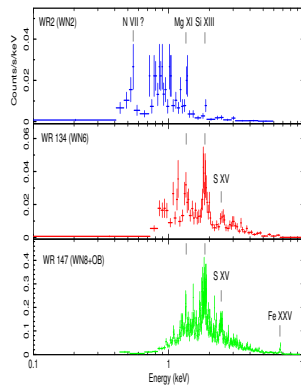 N VII ? Mg XI Si XIII
WR2 (WN2)
0.04
0.02
0
WR 134 (WN6)
S XV
0.06
0.04
0.02
0
WR 147 (WN8+OB)
S XV
Fe XXV
0.4
0.3
0.2
0.1
0
Counts/s/keV
0.1 1
Energy (keV)